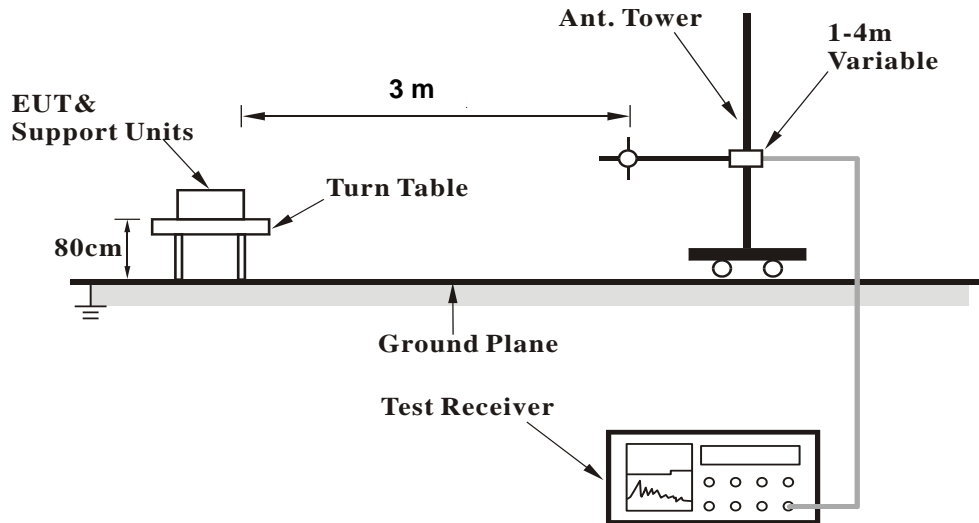 Ant. Tower
1-4m
Variable
3 m
EUT&
Support Units
Turn Table
80cm
Ground Plane
Test Receiver